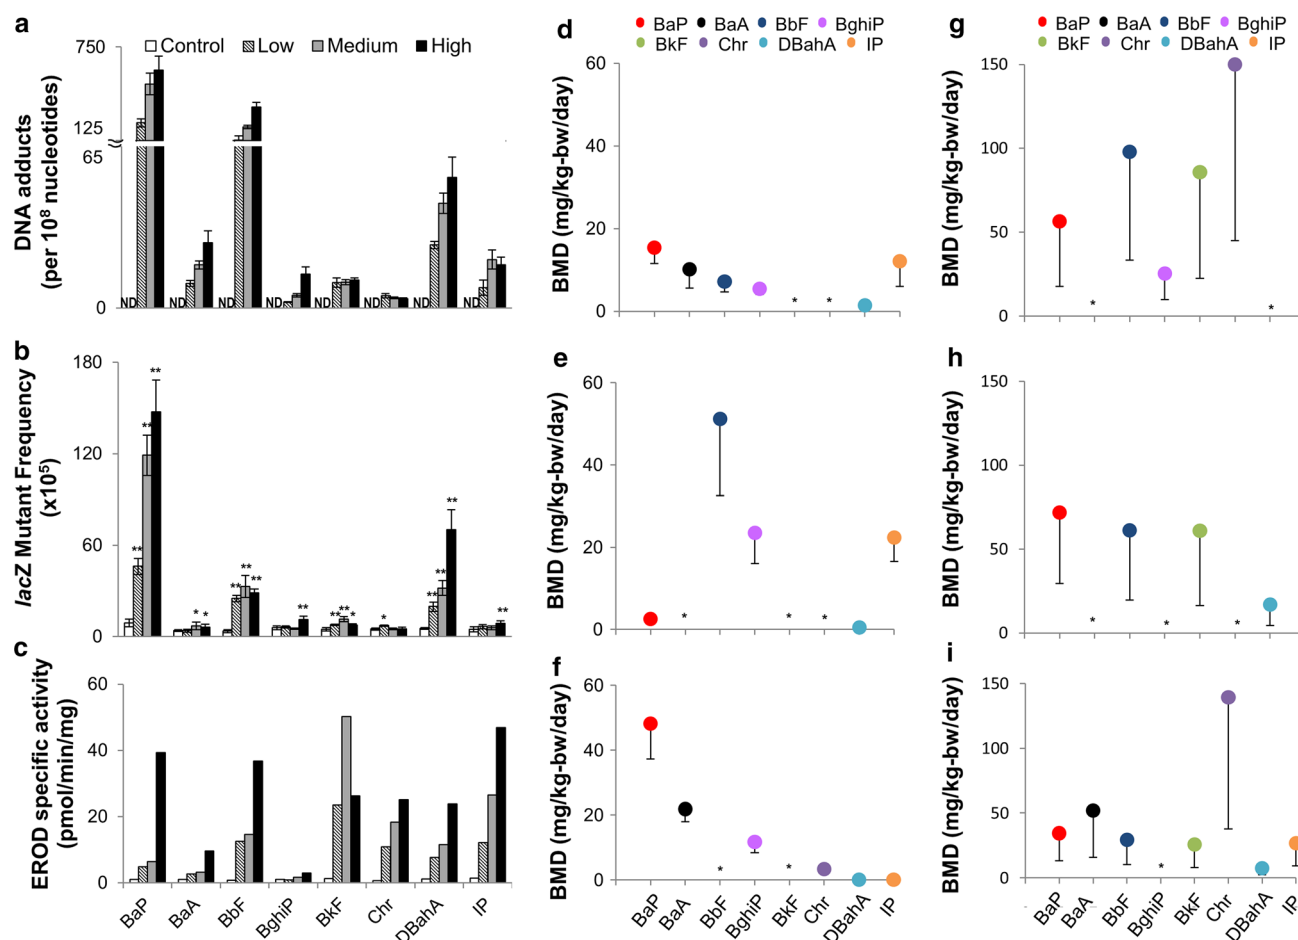 a
750
Control Low Medium High
125
65
0
DNA adducts
(per 10⁸ nucleotides)
ND ND ND ND ND ND ND ND
b
180
120
60
0
lacZ Mutant Frequency
(x10⁵)
** ** ** * * ** ** ** ** ** ** * * ** ** ** **
c
60
40
20
0
EROD specific activity
(pmol/min/mg)
BaP BaA BbF BghiP BkF Chr DBahA IP
d
BaP BaA BbF BghiP
BkF Chr DBahA IP
60
40
20
0
BMD (mg/kg-bw/day)
* *
e
60
40
20
0
BMD (mg/kg-bw/day)
* * *
f
60
40
20
0
BMD (mg/kg-bw/day)
* *
BaP BaA BbF BghiP BkF Chr DBahA IP
g
BaP BaA BbF BghiP
BkF Chr DBahA IP
150
100
50
0
BMD (mg/kg-bw/day)
* *
h
150
100
50
0
BMD (mg/kg-bw/day)
* * *
i
150
100
50
0
BMD (mg/kg-bw/day)
*
BaP BaA BbF BghiP BkF Chr DBahA IP